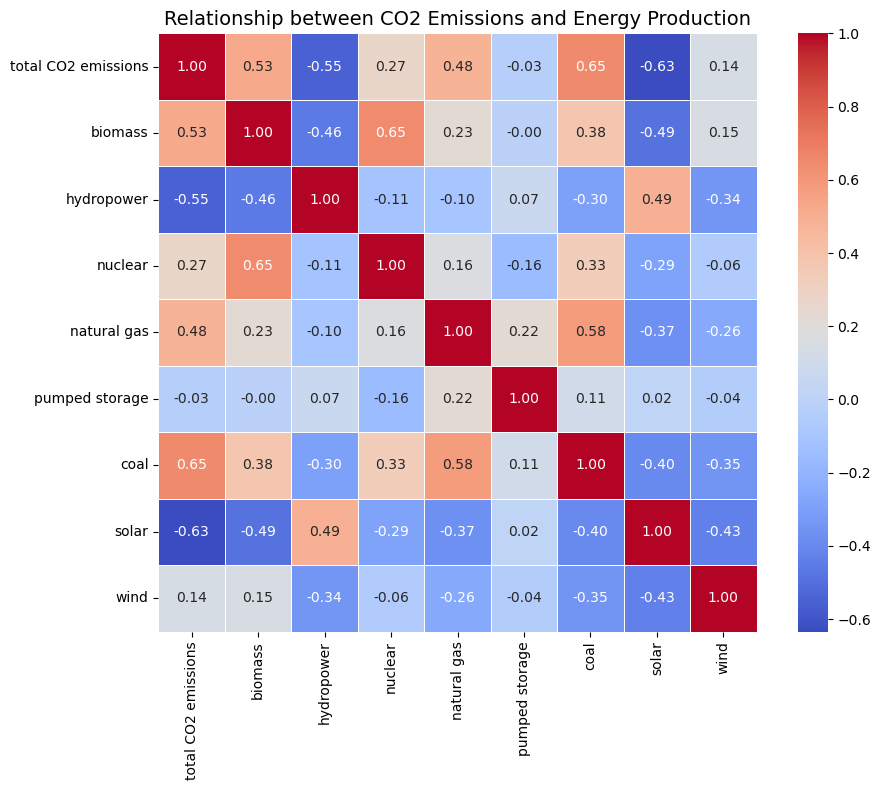 Relationship between CO2 Emissions and Energy Production
total CO2 emissions 1.00 0.53 -0.55 0.27 0.48 -0.03 0.65 -0.63 0.14
biomass 0.53 1.00 -0.46 0.65 0.23 -0.00 0.38 -0.49 0.15
hydropower -0.55 -0.46 1.00 -0.11 -0.10 0.07 -0.30 0.49 -0.34
nuclear 0.27 0.65 -0.11 1.00 0.16 -0.16 0.33 -0.29 -0.06
natural gas 0.48 0.23 -0.10 0.16 1.00 0.22 0.58 -0.37 -0.26
pumped storage -0.03 -0.00 0.07 -0.16 0.22 1.00 0.11 0.02 -0.04
coal 0.65 0.38 -0.30 0.33 0.58 0.11 1.00 -0.40 -0.35
solar -0.63 -0.49 0.49 -0.29 -0.37 0.02 -0.40 1.00 -0.43
wind 0.14 0.15 -0.34 -0.06 -0.26 -0.04 -0.35 -0.43 1.00
total CO2 emissions
biomass
hydropower
nuclear
natural gas
pumped storage
coal
solar
wind
1.0
0.8
0.6
0.4
0.2
0.0
−0.2
−0.4
−0.6